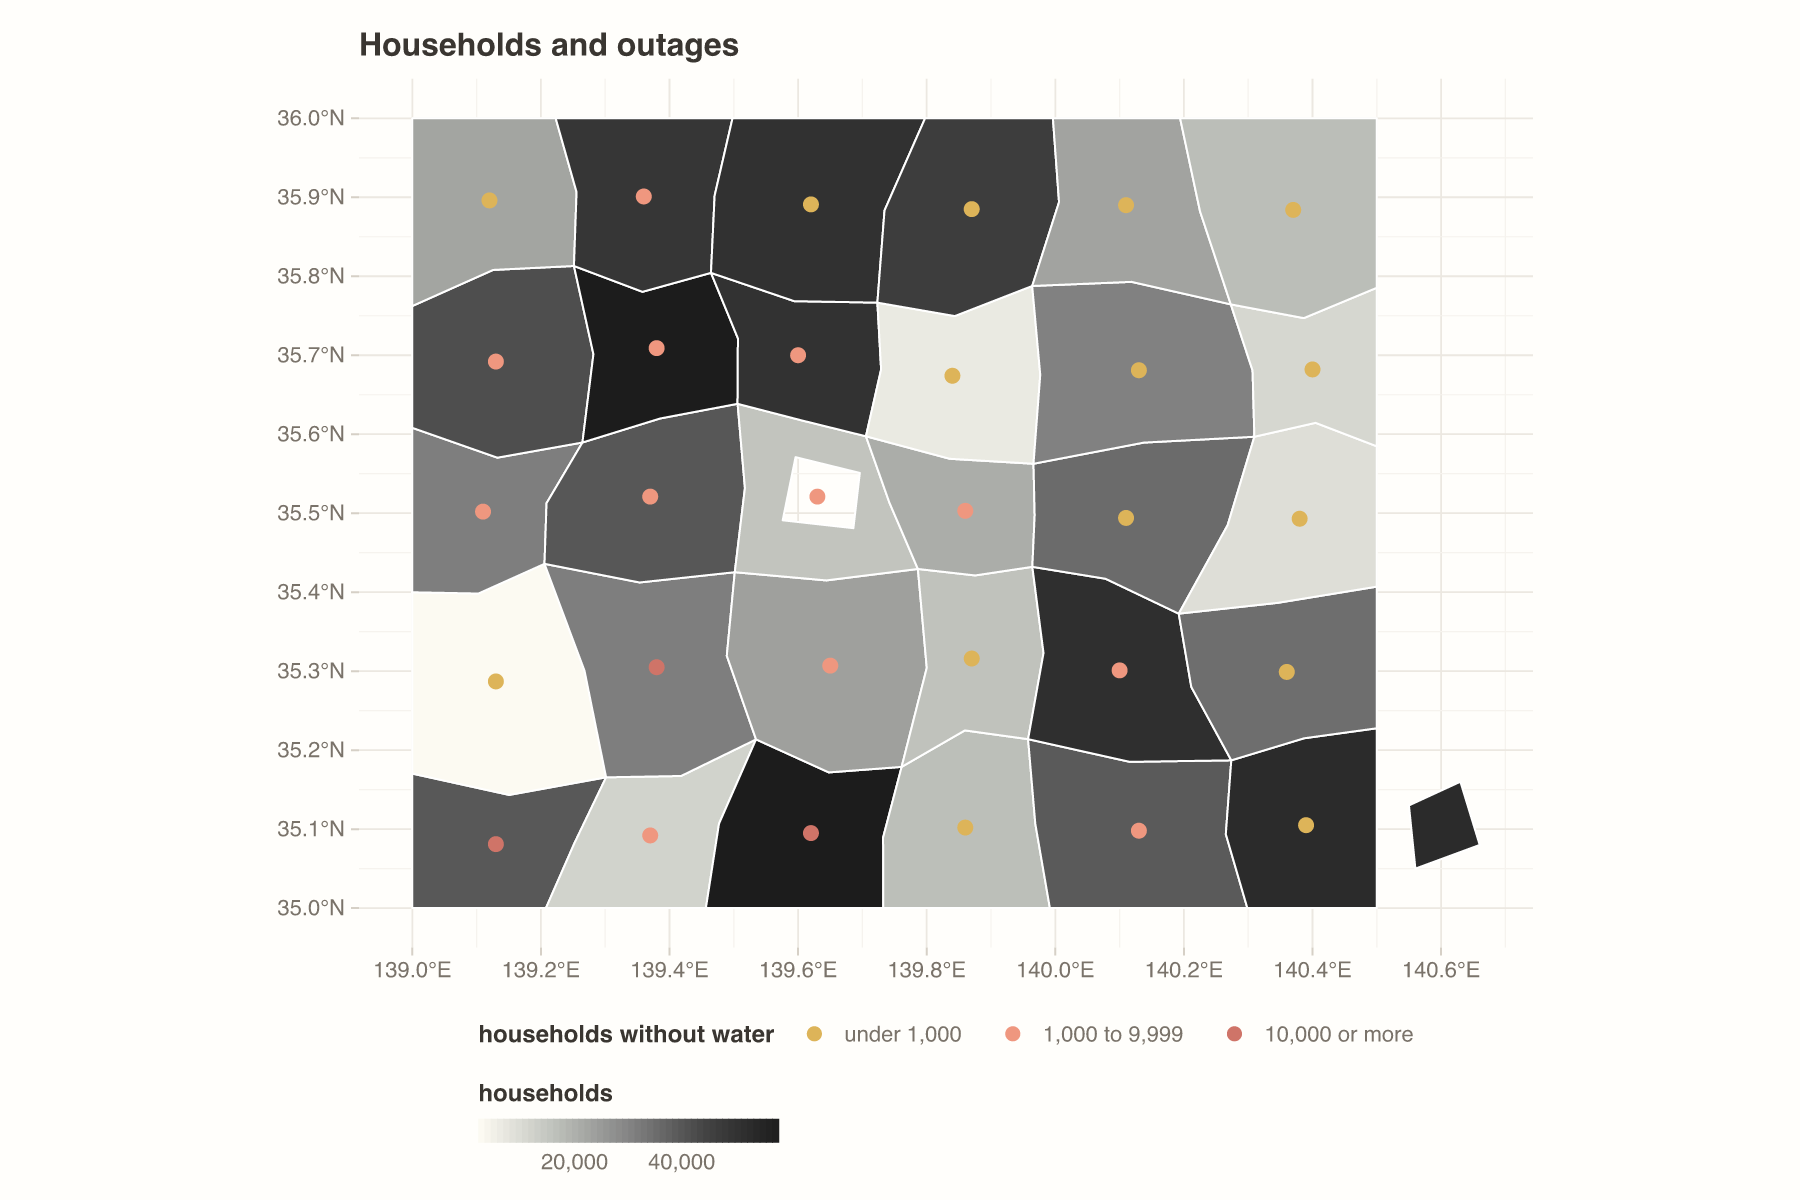 Households and outages
36.0°N
35.9°N
35.8°N
35.7°N
35.6°N
35.5°N
35.4°N
35.3°N
35.2°N
35.1°N
35.0°N
139.0°E 139.2°E 139.4°E 139.6°E 139.8°E 140.0°E 140.2°E 140.4°E 140.6°E
households without water under 1,000 1,000 to 9,999 10,000 or more
households
20,000 40,000